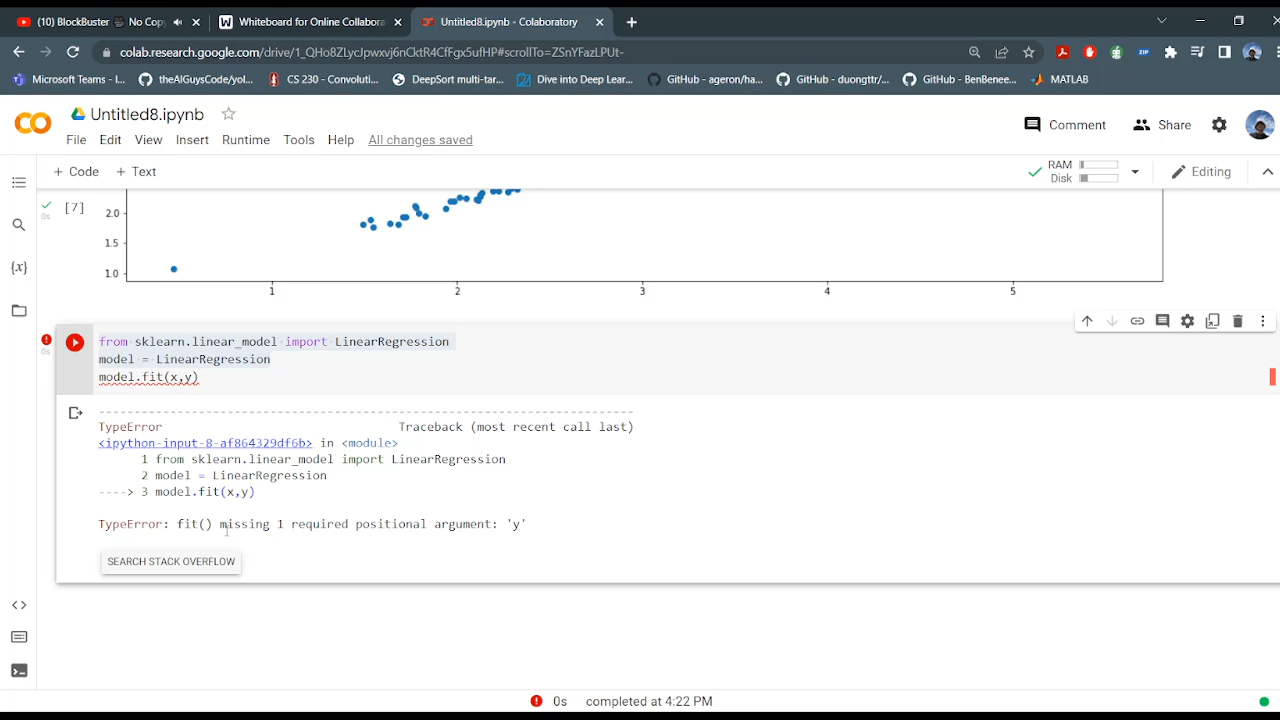 (10) BlockBuster No Cop
Whiteboard for Online Collabora
Untitled8.ipynb - Colaboratory
colab.research.google.com/drive/1_QHo8ZLycJpwxvj6nCktR4CfFgx5ufHP#scrollTo=ZSnYFazLPUt-
Microsoft Teams - l...
theAIGuysCode/yol...
CS 230 - Convoluti...
DeepSort multi-tar...
Dive into Deep Lear...
GitHub - ageron/ha...
GitHub - duongttr/...
GitHub - BenBenee...
MATLAB
ZIP
Untitled8.ipynb
File Edit View Insert Runtime Tools Help All changes saved
Comment
Share
+ Code + Text
RAM
Disk
Editing
0s
[7]
2.0
1.5
1.0
1 2 3 4 5
{x}
0s
from sklearn.linear_model import LinearRegression
model = LinearRegression
model.fit(x,y)
---------------------------------------------------------------------------
TypeError Traceback (most recent call last)
<ipython-input-8-af864329df6b> in <module>
1 from sklearn.linear_model import LinearRegression
2 model = LinearRegression
----> 3 model.fit(x,y)
TypeError: fit() missing 1 required positional argument: 'y'
SEARCH STACK OVERFLOW
0s completed at 4:22 PM